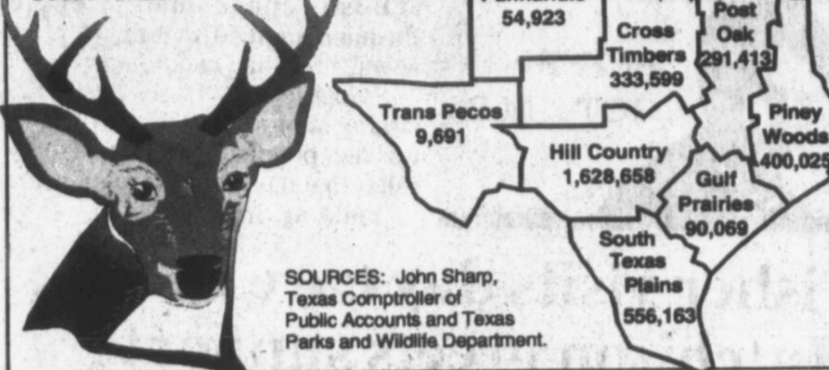 54,923
Cross
Timbers
333,599
Post
Oak
291,413
Trans Pecos
9,691
Piney
Woods
400,025
Hill Country
1,628,658
Gulf
Prairies
90,069
South
Texas
Plains
556,163
SOURCES: John Sharp,
Texas Comptroller of
Public Accounts and Texas
Parks and Wildlife Department.